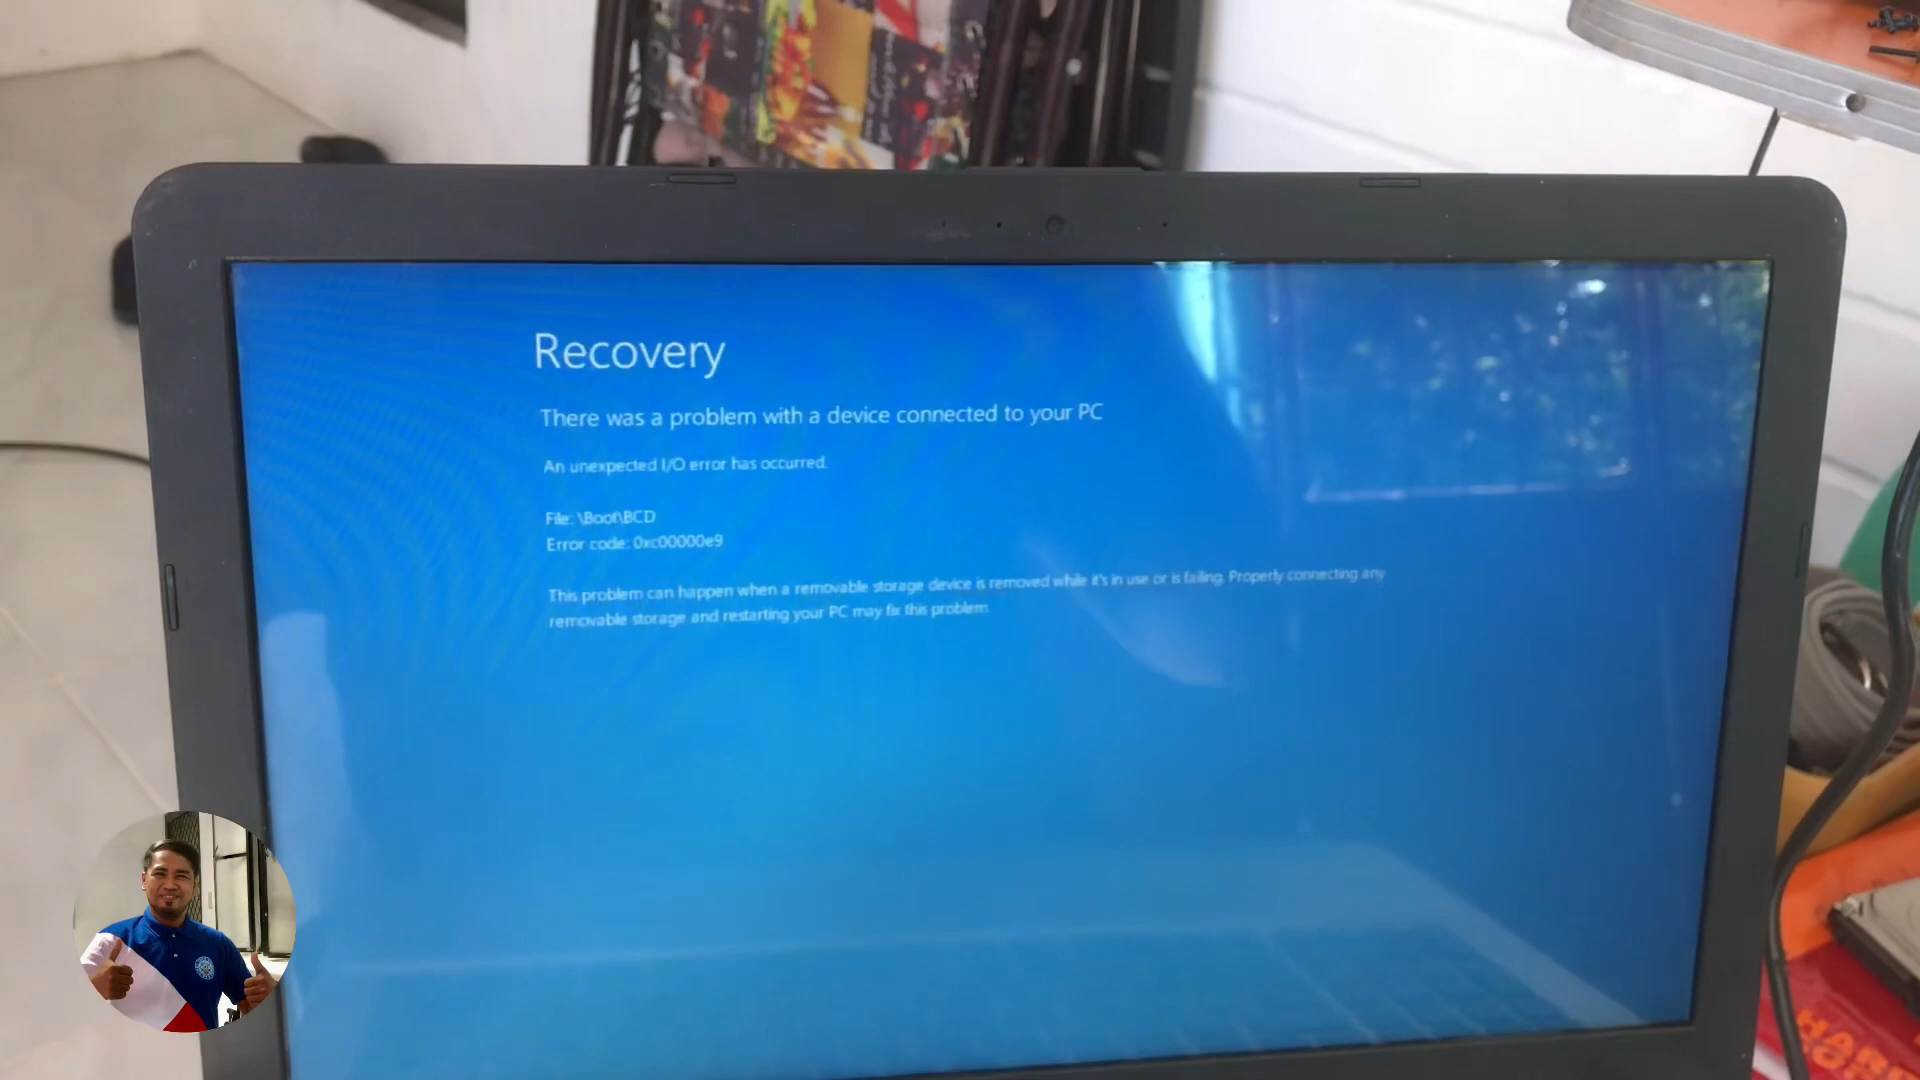 Recovery
There was a problem with a device connected to your PC
An unexpected I/O error has occurred.
File: \Boot\BCD
Error code: 0xc00000e9
This problem can happen when a removable storage device is removed while it's in use or is failing. Properly connecting any
removable storage and restarting your PC may fix this problem.